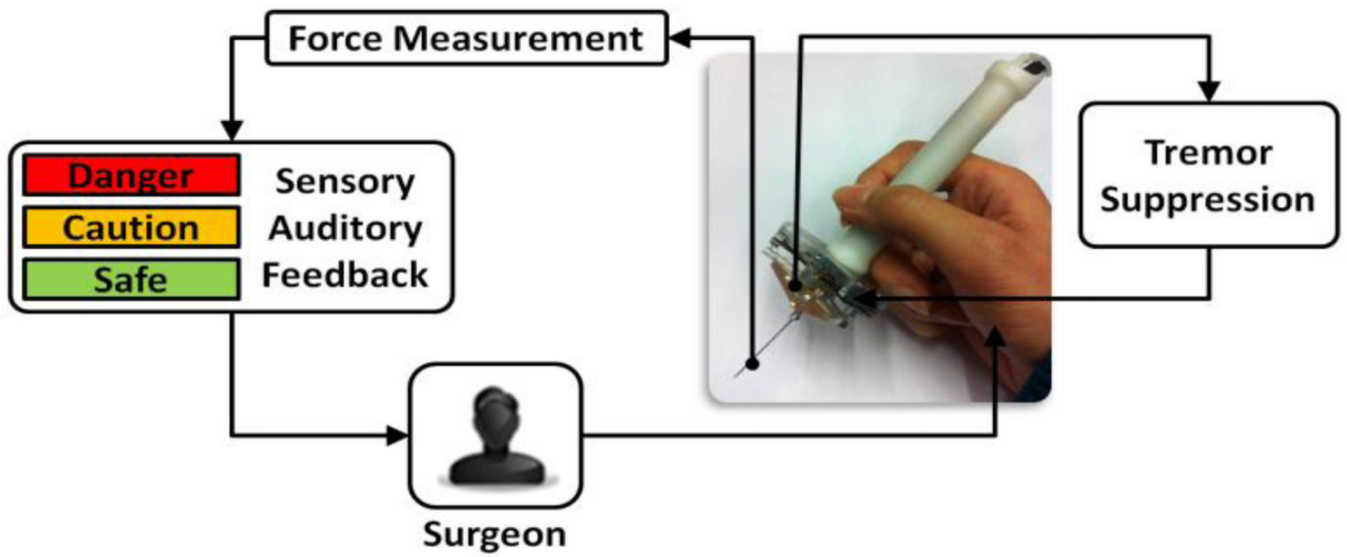 Force Measurement
Danger
Caution
Safe
Sensory
Auditory
Feedback
Tremor
Suppression
Surgeon